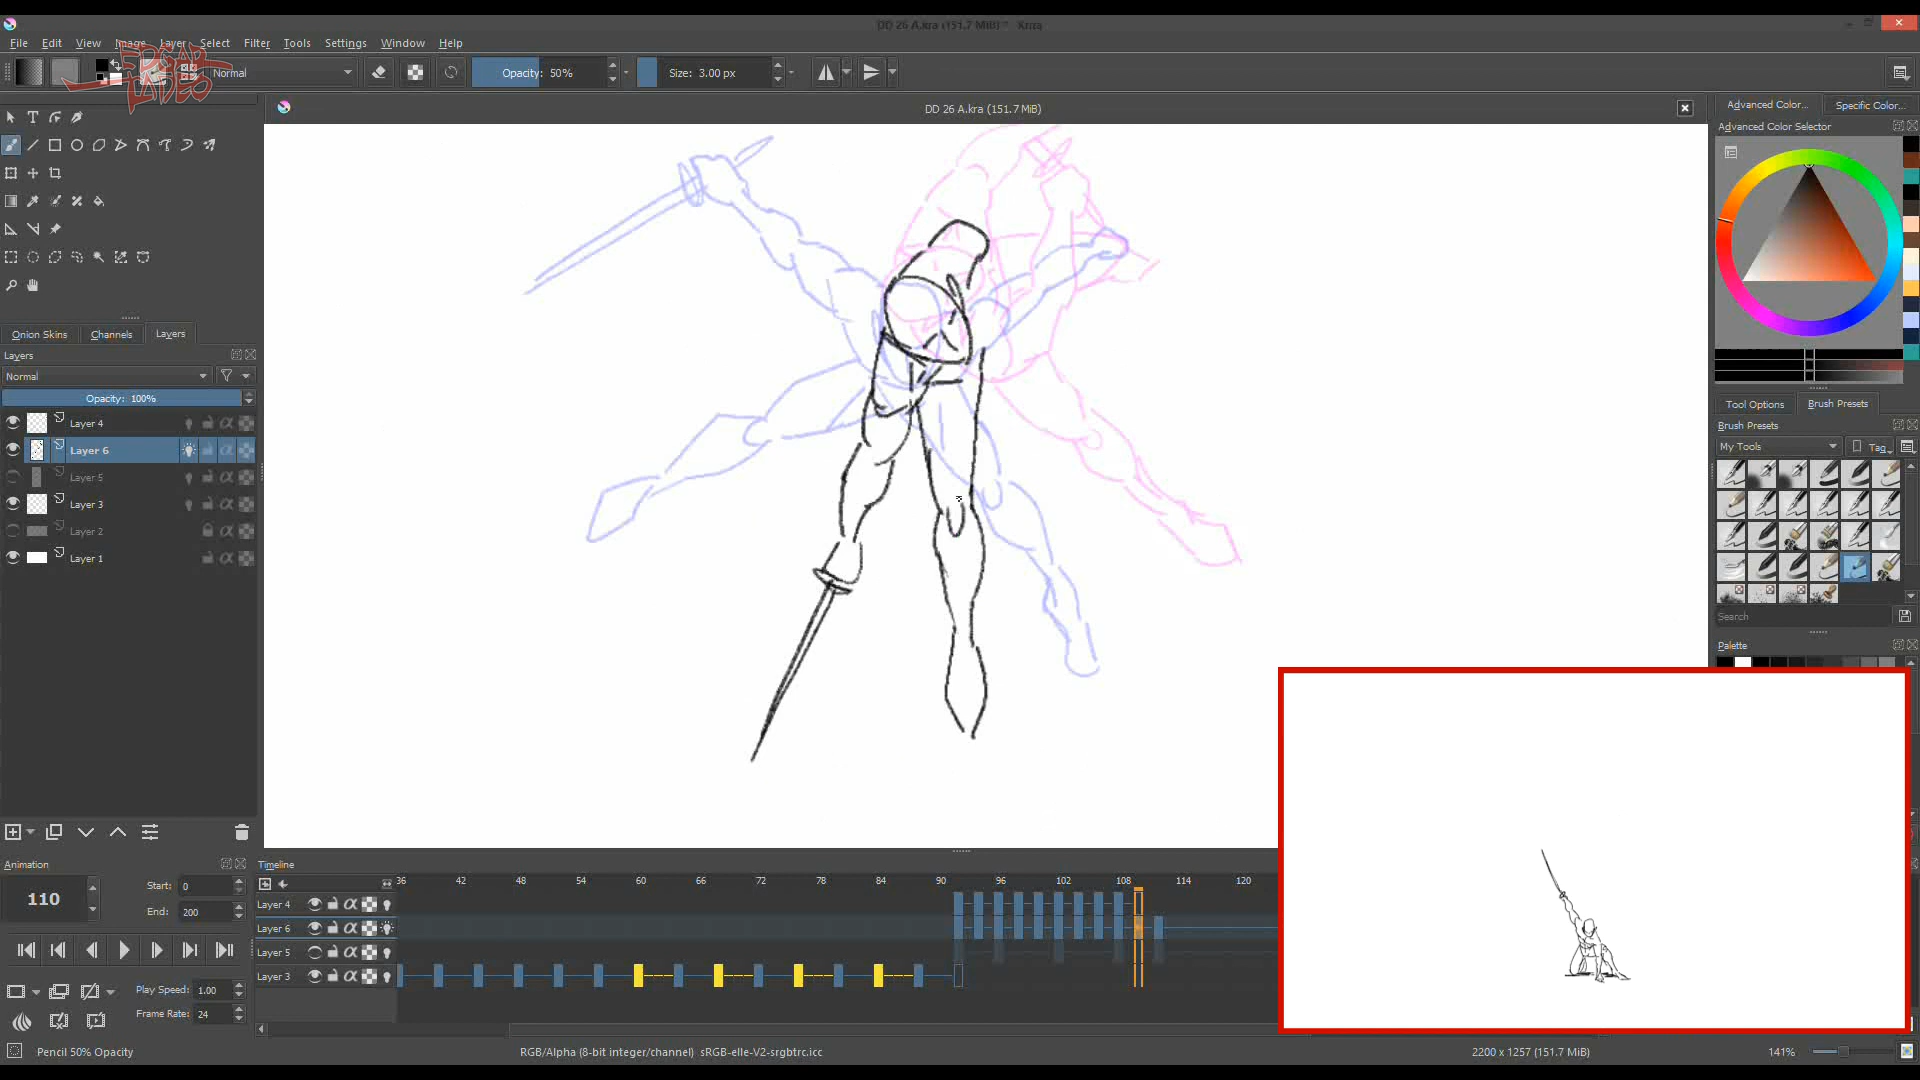 DD 26 A.kra (151.7 MiB) * Krita
File Edit View Image Layer Select Filter Tools Settings Window Help
EDGAR
TADEO
Normal
Opacity: 50%
Size: 3.00 px
DD 26 A.kra (151.7 MiB)
Advanced Color...
Specific Color...
Advanced Color Selector
Onion Skins
Channels
Layers
Layers
Normal
Opacity: 100%
Layer 4
Layer 6
Layer 5
Layer 3
Layer 2
Layer 1
Tool Options
Brush Presets
Brush Presets
My Tools
Tag
Search
Palette
Animation
110
Start: 0
End: 200
Play Speed: 1.00
Frame Rate: 24
Timeline
36 42 48 54 60 66 72 78 84 90 96 102 108 114 120
Layer 4
Layer 6
Layer 5
Layer 3
Pencil 50% Opacity
RGB/Alpha (8-bit integer/channel) sRGB-elle-V2-srgbtrc.icc
2200 x 1257 (151.7 MiB)
141%